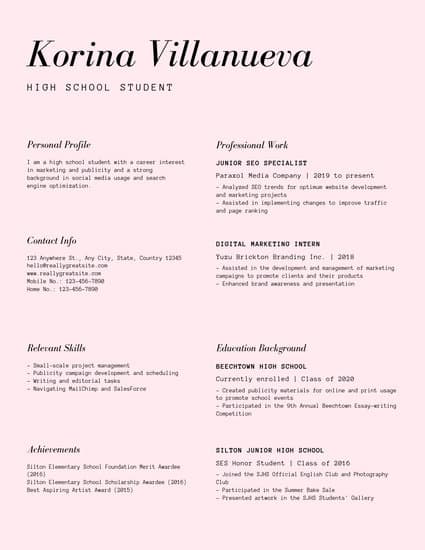 Korina Villanueva
HIGH SCHOOL STUDENT
Personal Profile
I am a high school student with a career interest
in marketing and publicity and a strong
background in social media usage and search
engine optimization.
Contact Info
123 Anywhere St., Any City, State, Country 12345
hello@reallygreatsite.com
www.reallygreatsite.com
Mobile No.: 123-456-7890
Home No.: 123-456-7890
Relevant Skills
- Small-scale project management
- Publicity campaign development and scheduling
- Writing and editorial tasks
- Navigating MailChimp and SalesForce
Achievements
Silton Elementary School Foundation Merit Awardee
(2016)
Silton Elementary School Scholarship Awardee (2016)
Best Aspiring Artist Award (2015)
Professional Work
JUNIOR SEO SPECIALIST
Paraxol Media Company | 2019 to present
- Analyzed SEO trends for optimum website development
and marketing projects
- Assisted in implementing changes to improve traffic
and page ranking
DIGITAL MARKETING INTERN
Yuzu Brickton Branding Inc. | 2018
- Assisted in the development and management of marketing
campaigns to promote clients and their products
- Enhanced brand awareness and presentation
Education Background
BEECHTOWN HIGH SCHOOL
Currently enrolled | Class of 2020
- Created publicity materials for online and print usage
to promote school events
- Participated in the 9th Annual Beechtown Essay-writing
Competition
SILTON JUNIOR HIGH SCHOOL
SES Honor Student | Class of 2016
- Joined the SJHS Official English Club and Photography
Club
- Participated in the Summer Bake Sale
- Presented artwork in the SJHS Students' Gallery